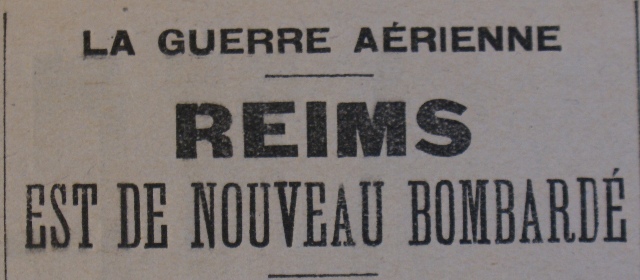 LA GUERRE AÉRIENNE
REIMS
EST DE NOUVEAU BOMBARDÉ